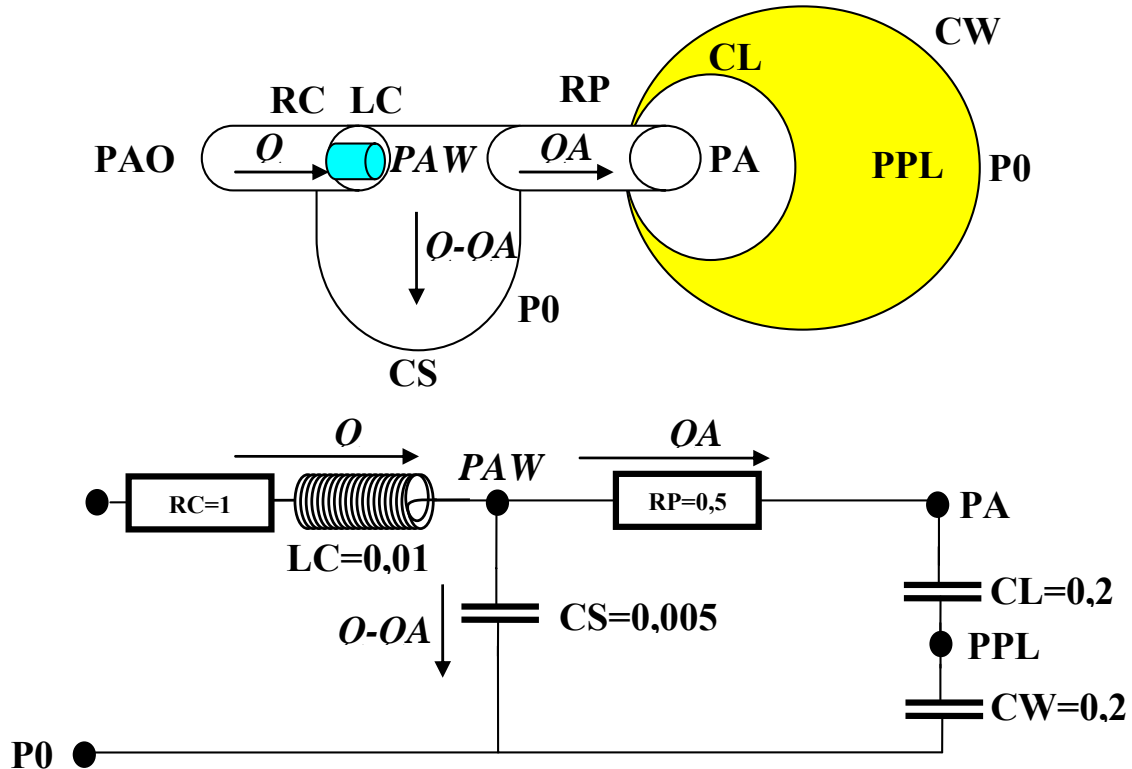 CW
CL
RP
RC LC
PAO
Q
PAW
QA
PA
PPL
P0
Q-QA
P0
CS
Q
QA
PAW
RC=1
RP=0,5
PA
LC=0,01
CL=0,2
Q-QA
CS=0,005
PPL
CW=0,2
P0